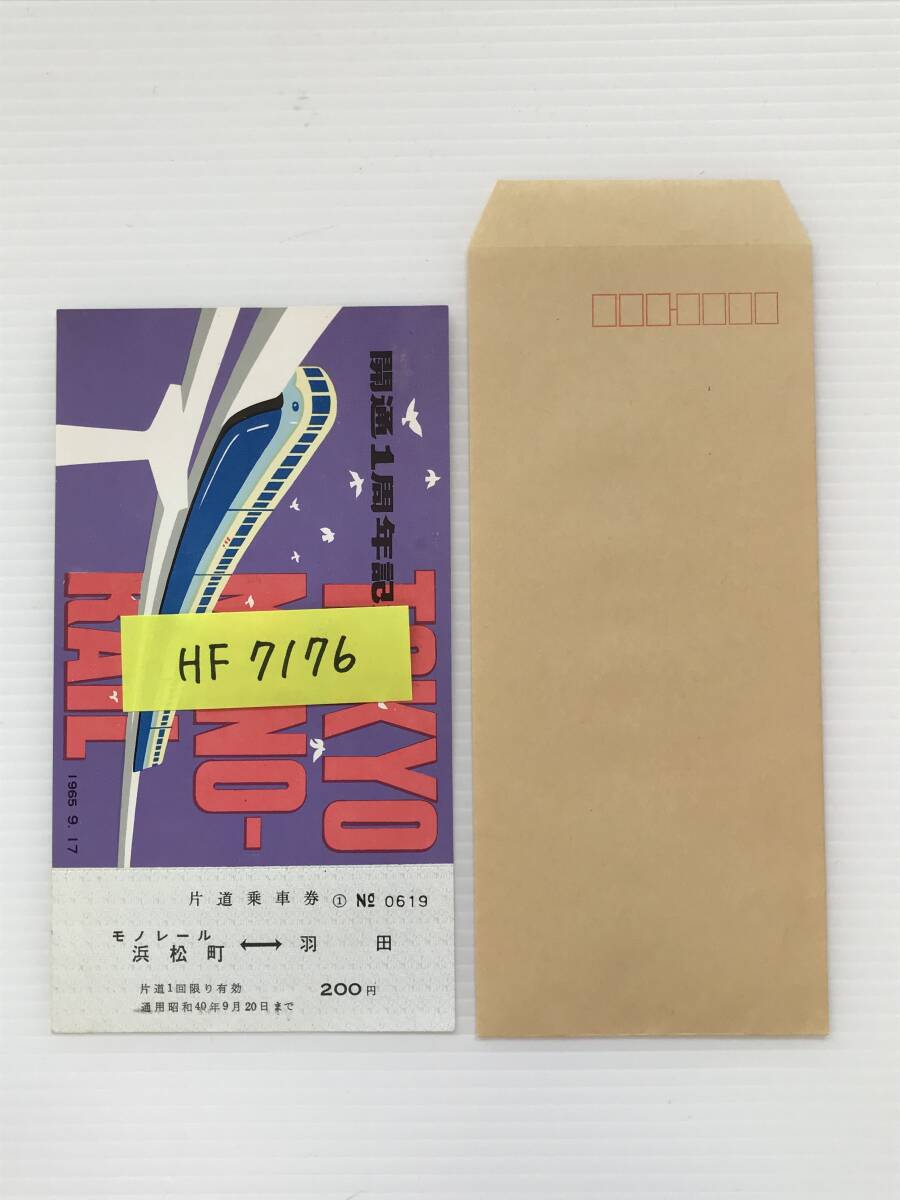 開通1周年記
TOKYO
MONO-
RAIL
HF 7176
1965 9. 17
片道乗車券 ① № 0619
モノレール
浜松町 ⟷ 羽田
片道1回限り有効
通用昭和40年9月20日まで
200円